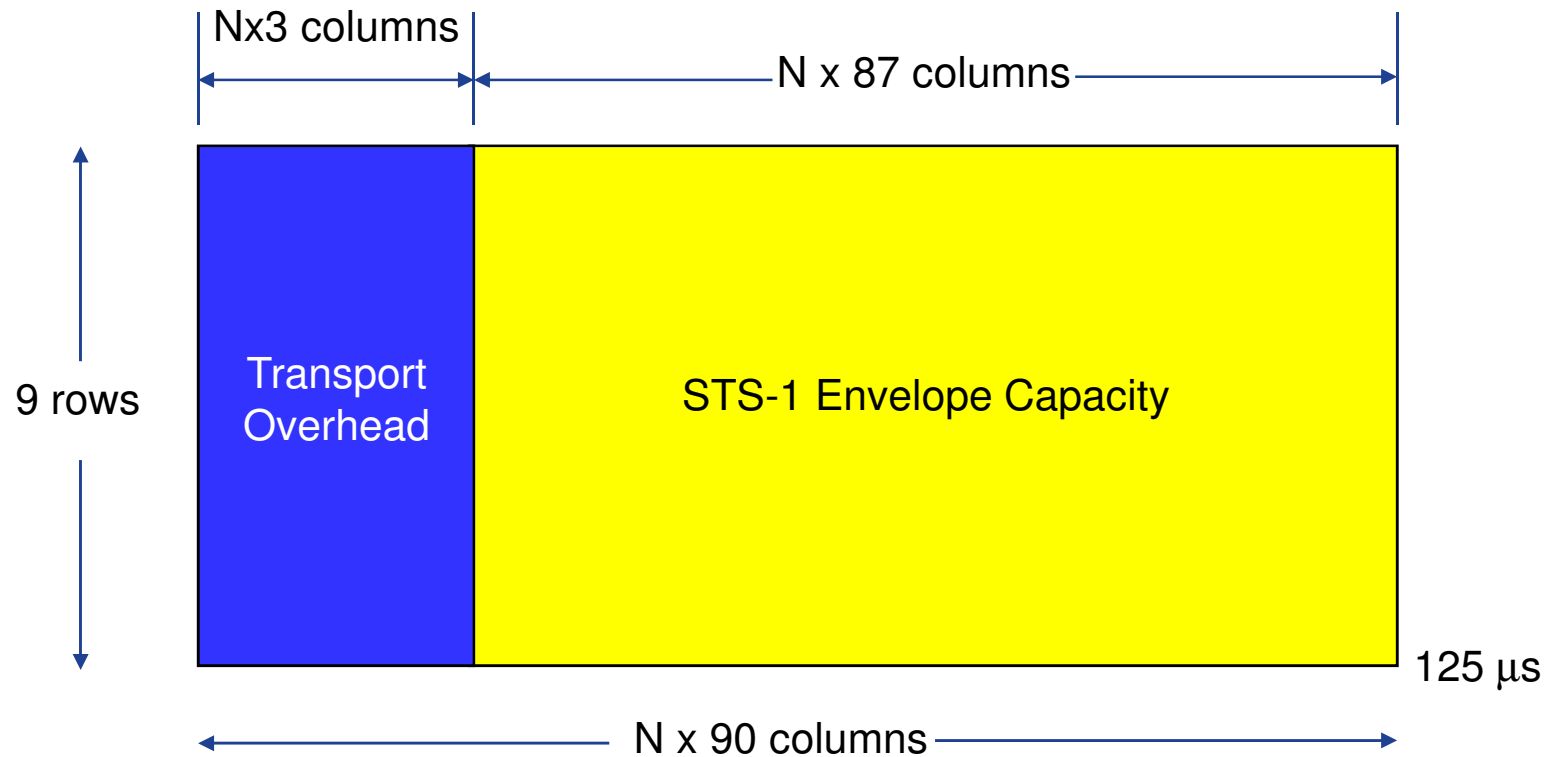 Nx3 columns
N x 87 columns
9 rows
Transport
Overhead
STS-1 Envelope Capacity
125 μs
N x 90 columns